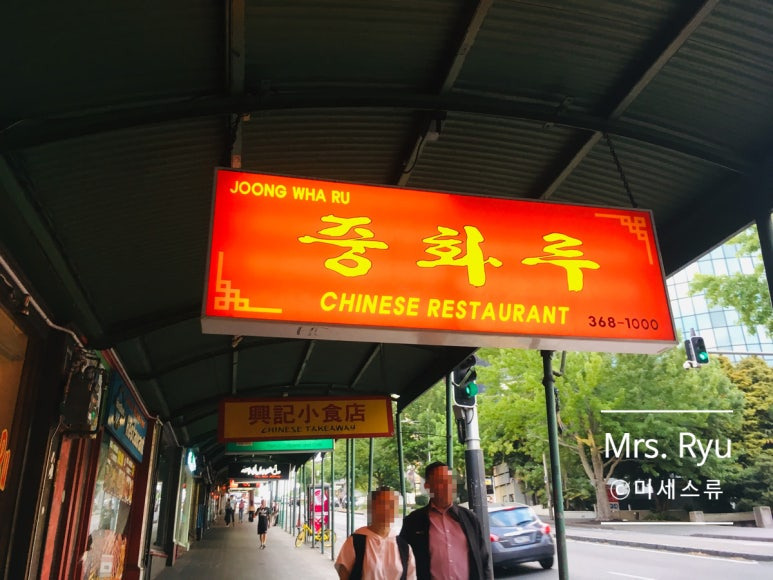 JOONG WHA RU
중화루
CHINESE RESTAURANT
368-1000
興記小食店
CHINESE TAKEAWAY
Mrs. Ryu
©미세스류